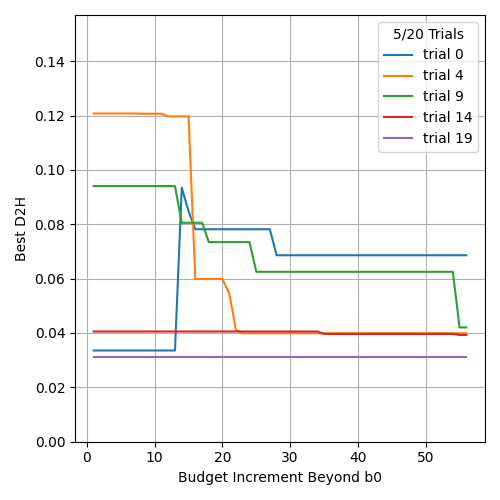 5/20 Trials
trial 0
trial 4
trial 9
trial 14
trial 19
Best D2H
0.14
0.12
0.10
0.08
0.06
0.04
0.02
0.00
0 10 20 30 40 50
Budget Increment Beyond b0